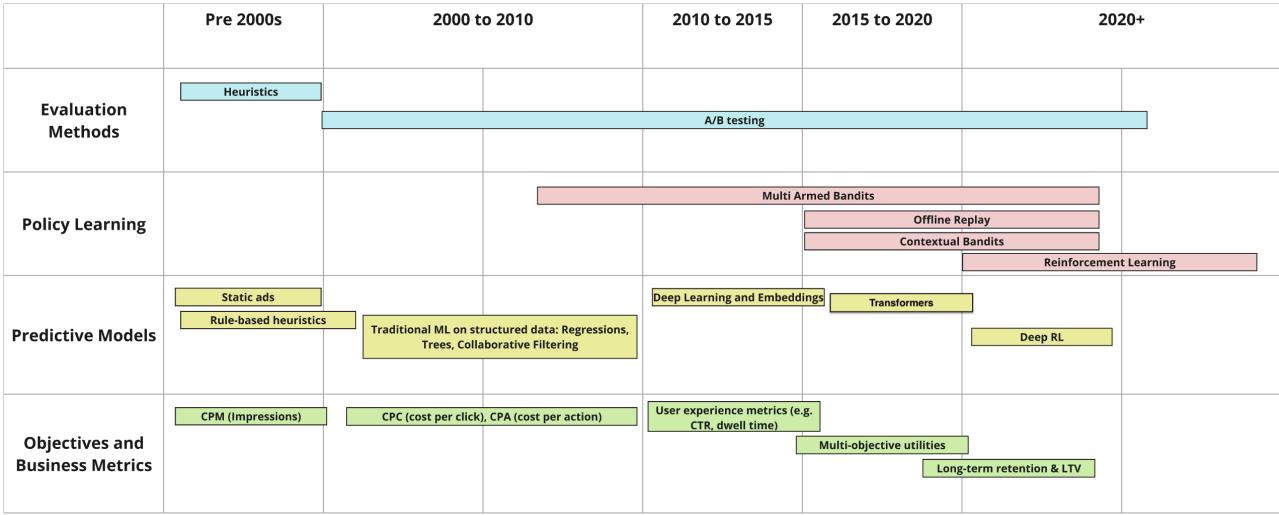 Pre 2000s
2000 to 2010
2010 to 2015
2015 to 2020
2020+
Evaluation
Methods
Heuristics
A/B testing
Policy Learning
Multi Armed Bandits
Offline Replay
Contextual Bandits
Reinforcement Learning
Predictive Models
Static ads
Rule-based heuristics
Traditional ML on structured data: Regressions,
Trees, Collaborative Filtering
Deep Learning and Embeddings
Transformers
Deep RL
Objectives and
Business Metrics
CPM (Impressions)
CPC (cost per click), CPA (cost per action)
User experience metrics (e.g.
CTR, dwell time)
Multi-objective utilities
Long-term retention & LTV